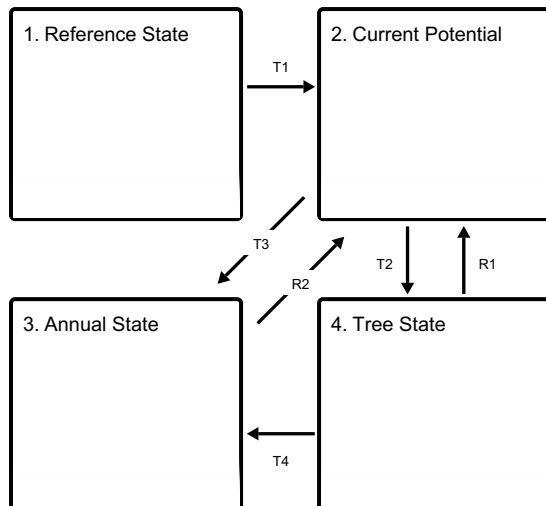 1. Reference State
2. Current Potential
T1
T3
R2
T2
R1
3. Annual State
4. Tree State
T4